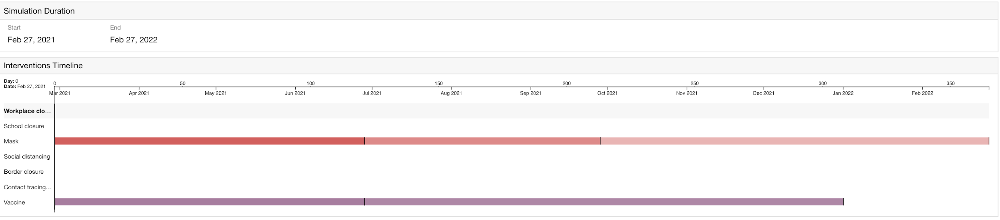 Simulation Duration
Start End
Feb 27, 2021 Feb 27, 2022
Interventions Timeline
Day: 0
Date: Feb 27, 2021
0 50 100 150 200 250 300 350
Mar 2021 Apr 2021 May 2021 Jun 2021 Jul 2021 Aug 2021 Sep 2021 Oct 2021 Nov 2021 Dec 2021 Jan 2022 Feb 2022
Workplace clo…
School closure
Mask
Social distancing
Border closure
Contact tracing…
Vaccine